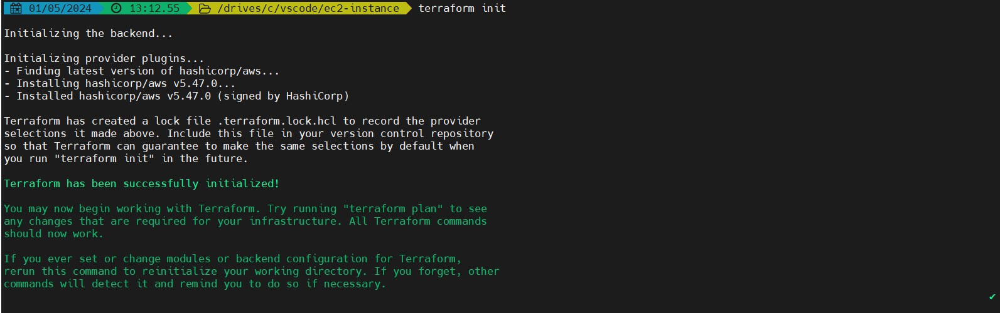 01/05/2024 13:12.55 /drives/c/vscode/ec2-instance terraform init
Initializing the backend...
Initializing provider plugins...
- Finding latest version of hashicorp/aws...
- Installing hashicorp/aws v5.47.0...
- Installed hashicorp/aws v5.47.0 (signed by HashiCorp)
Terraform has created a lock file .terraform.lock.hcl to record the provider
selections it made above. Include this file in your version control repository
so that Terraform can guarantee to make the same selections by default when
you run "terraform init" in the future.
Terraform has been successfully initialized!
You may now begin working with Terraform. Try running "terraform plan" to see
any changes that are required for your infrastructure. All Terraform commands
should now work.
If you ever set or change modules or backend configuration for Terraform,
rerun this command to reinitialize your working directory. If you forget, other
commands will detect it and remind you to do so if necessary.